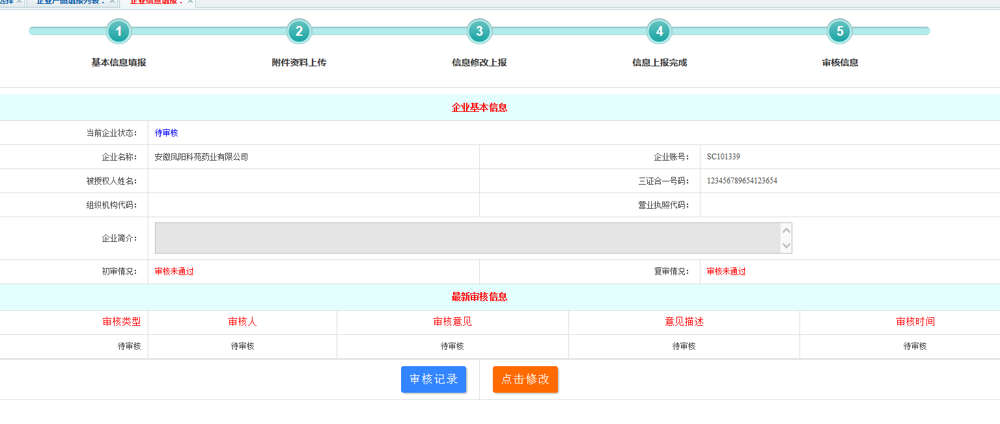 选择 × 企业产品填报列表： × 企业信息填报： ×
1 2 3 4 5
基本信息填报 附件资料上传 信息修改上报 信息上报完成 审核信息
企业基本信息
当前企业状态： 待审核
企业名称： 安徽凤阳科苑药业有限公司 企业账号： SC101339
被授权人姓名： 三证合一号码： 123456789654123654
组织机构代码： 营业执照代码：
企业简介：
初审情况： 审核未通过 复审情况： 审核未通过
最新审核信息
审核类型 审核人 审核意见 意见描述 审核时间
待审核 待审核 待审核 待审核 待审核
审核记录 点击修改